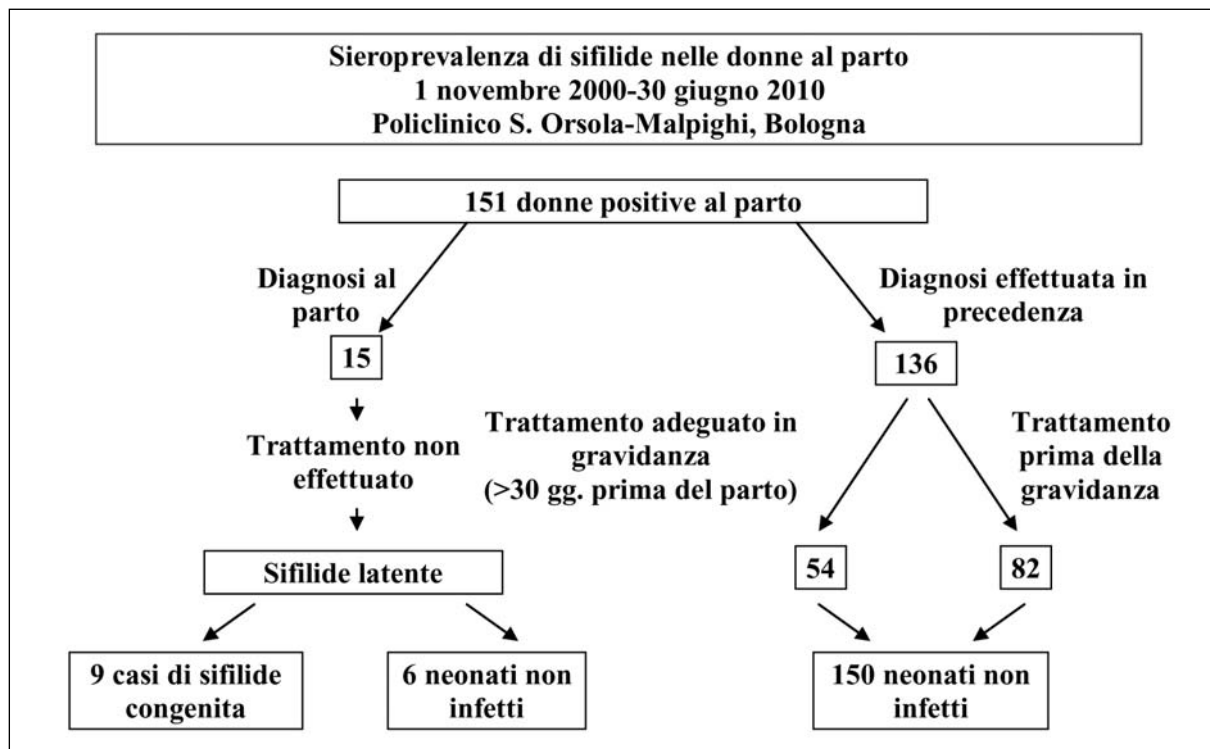 Sieroprevalenza di sifilide nelle donne al parto
1 novembre 2000-30 giugno 2010
Policlinico S. Orsola-Malpighi, Bologna
151 donne positive al parto
Diagnosi al
parto
15
Trattamento non
effettuato
Sifilide latente
9 casi di sifilide
congenita
6 neonati non
infetti
Diagnosi effettuata in
precedenza
136
Trattamento adeguato in
gravidanza
(>30 gg. prima del parto)
54
Trattamento
prima della
gravidanza
82
150 neonati non
infetti